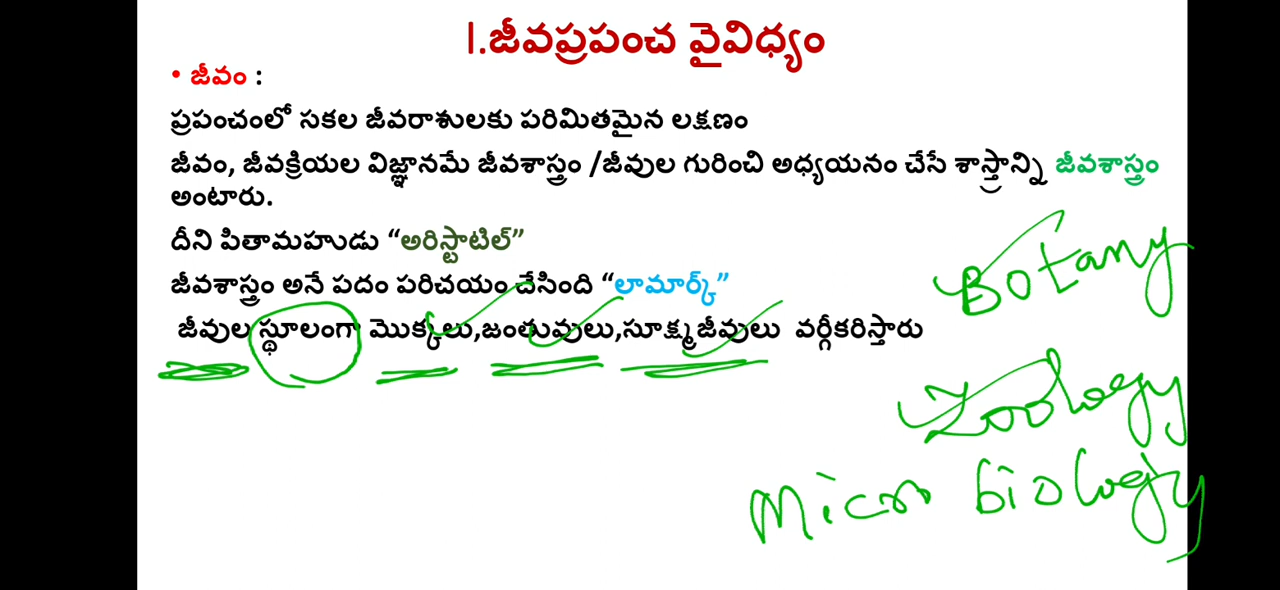 I.జీవప్రపంచ వైవిధ్యం
• జీవం :
ప్రపంచంలో సకల జీవరాశులకు పరిమితమైన లక్షణం
జీవం, జీవక్రియల విజ్ఞానమే జీవశాస్త్రం /జీవుల గురించి అధ్యయనం చేసే శాస్త్రాన్ని జీవశాస్త్రం
అంటారు.
దీని పితామహుడు “అరిస్టాటిల్”
జీవశాస్త్రం అనే పదం పరిచయం చేసింది “లామార్క్”
జీవుల స్థూలంగా మొక్కలు,జంతువులు,సూక్ష్మజీవులు వర్గీకరిస్తారు
Botany
Zoology
Micro biology